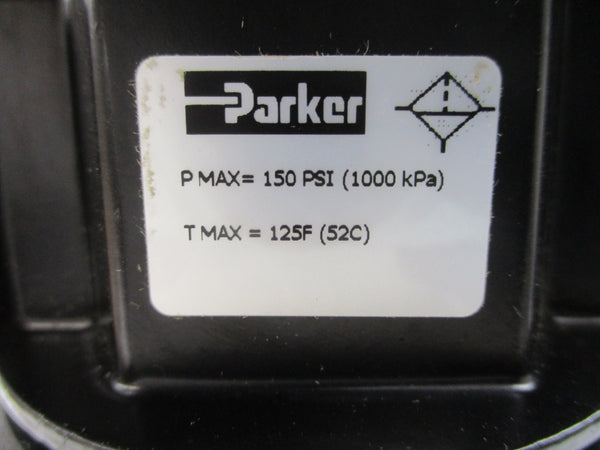 Parker
P MAX= 150 PSI (1000 kPa)
T MAX = 125F (52C)